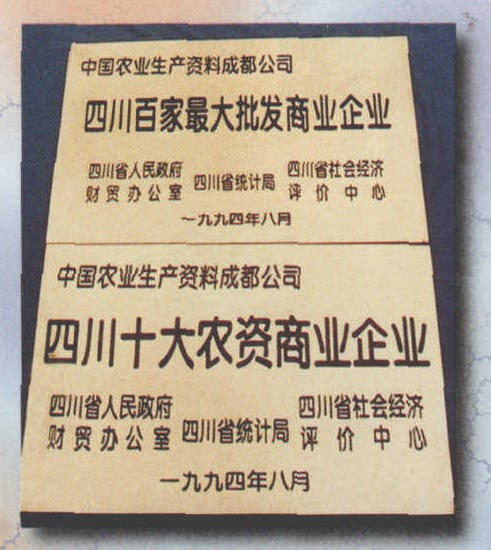 中国农业生产资料成都公司
四川百家最大批发商业企业
四川省人民政府
财贸办公室
四川省统计局
四川省社会经济
评价中心
一九九四年八月
中国农业生产资料成都公司
四川十大农资商业企业
四川省人民政府
财贸办公室
四川省统计局
四川省社会经济
评价中心
一九九四年八月